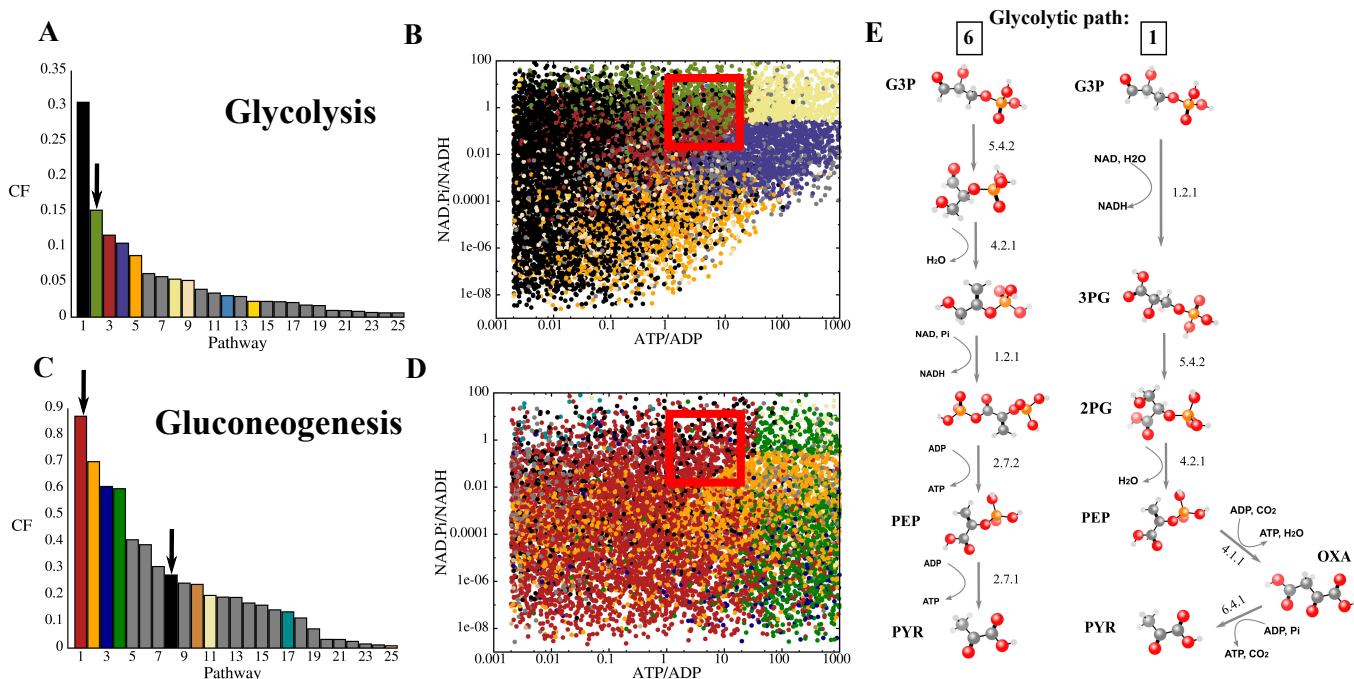 A
Glycolysis
CF
0.35
0.3
0.25
0.2
0.15
0.1
0.05
0
1 3 5 7 9 11 13 15 17 19 21 23 25
Pathway
B
NAD.Pi/NADH
100
1
0.01
0.0001
1e-06
1e-08
0.001 0.01 0.1 1 10 100 1000
ATP/ADP
C
Gluconeogenesis
CF
0.9
0.8
0.7
0.6
0.5
0.4
0.3
0.2
0.1
0
1 3 5 7 9 11 13 15 17 19 21 23 25
Pathway
D
NAD.Pi/NADH
100
1
0.01
0.0001
1e-06
1e-08
0.001 0.01 0.1 1 10 100 1000
ATP/ADP
E
Glycolytic path:
6
G3P
5.4.2
4.2.1
H2O
NAD, Pi
1.2.1
NADH
ADP
2.7.2
ATP
PEP
ADP
2.7.1
ATP
PYR
1
G3P
NAD, H2O
1.2.1
NADH
3PG
5.4.2
2PG
4.2.1
H2O
PEP
ADP, CO2
ATP, H2O
4.1.1
OXA
6.4.1
ADP, Pi
ATP, CO2
PYR